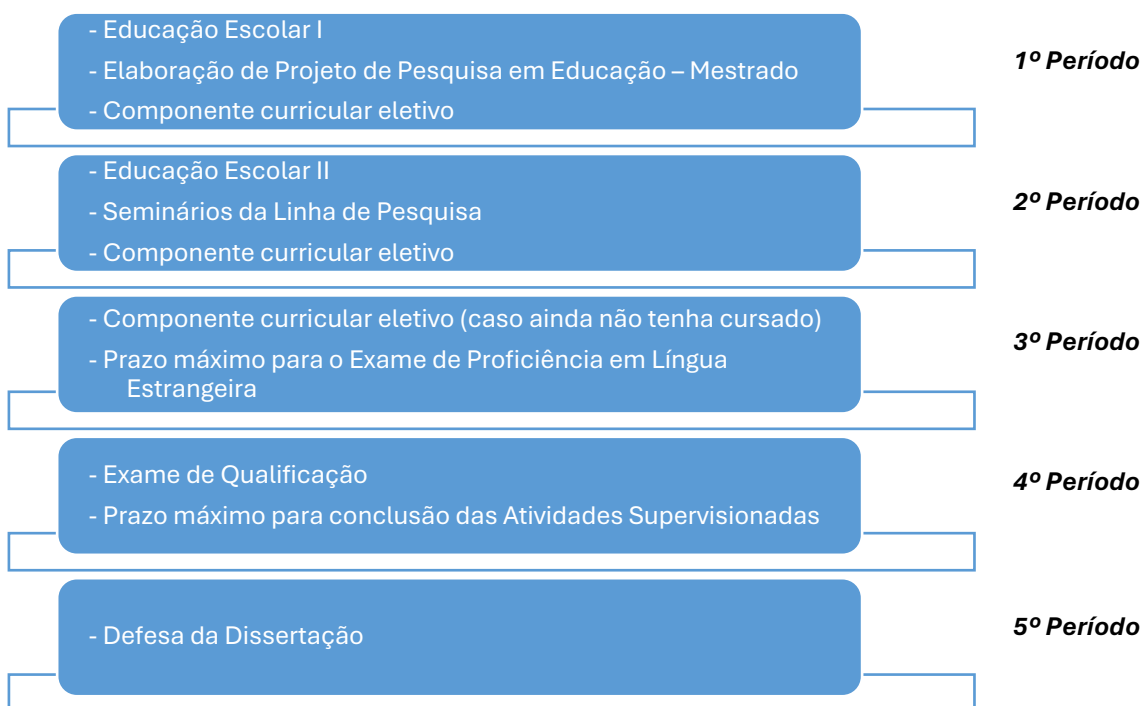 - Educação Escolar I
- Elaboração de Projeto de Pesquisa em Educação – Mestrado
- Componente curricular eletivo
1º Período
- Educação Escolar II
- Seminários da Linha de Pesquisa
- Componente curricular eletivo
2º Período
- Componente curricular eletivo (caso ainda não tenha cursado)
- Prazo máximo para o Exame de Proficiência em Língua
Estrangeira
3º Período
- Exame de Qualificação
- Prazo máximo para conclusão das Atividades Supervisionadas
4º Período
- Defesa da Dissertação
5º Período